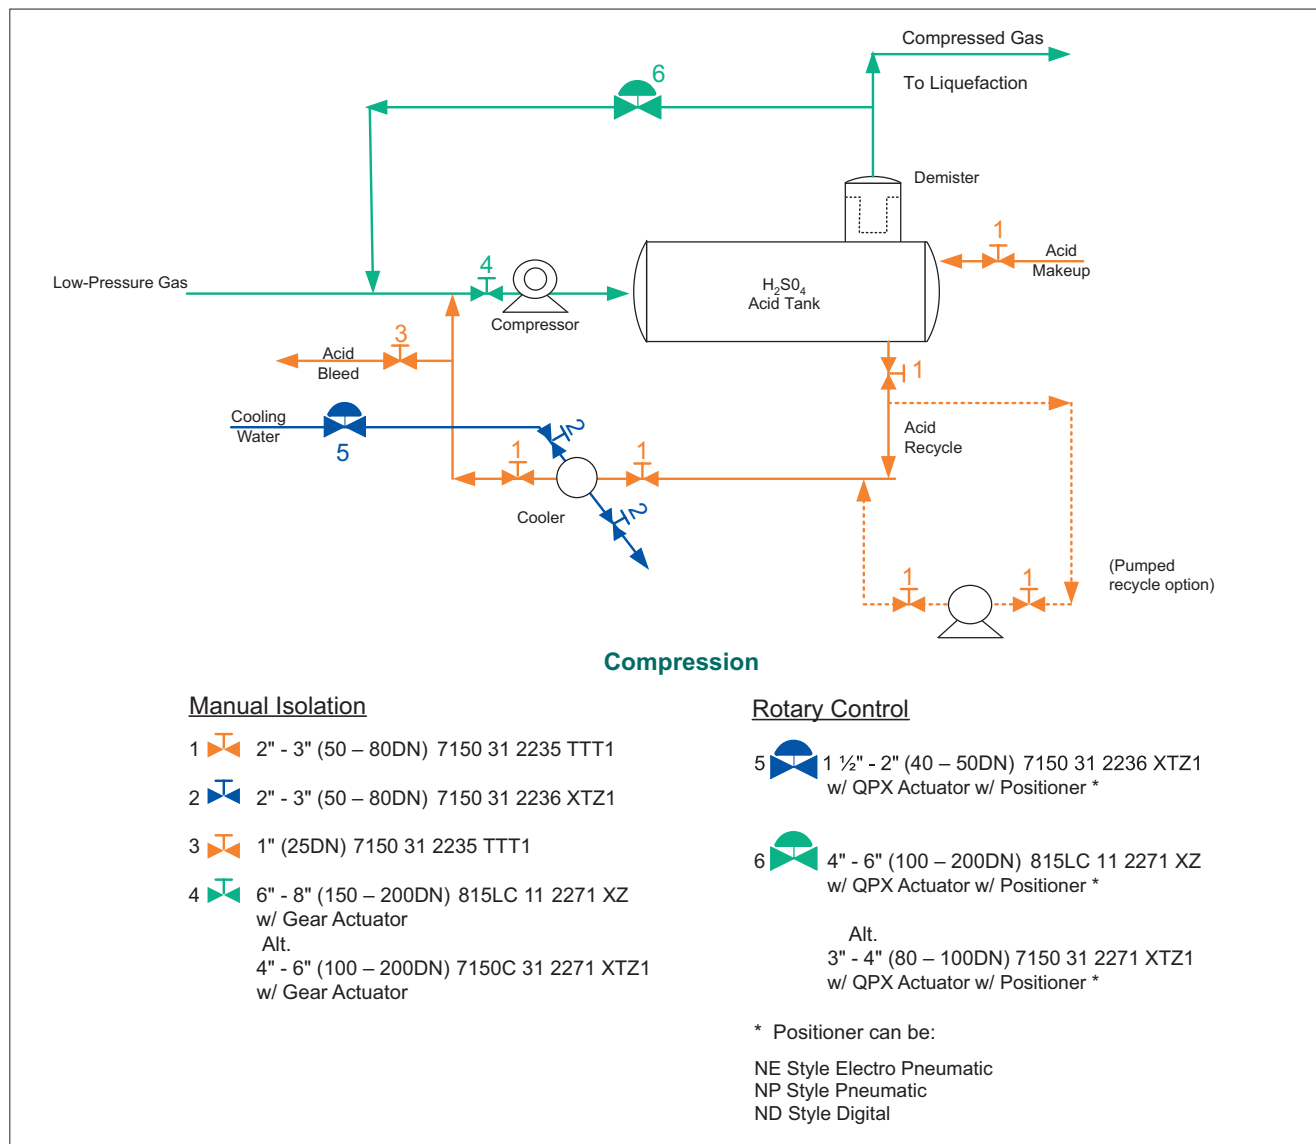 Compressed Gas
To Liquefaction
6
Demister
1
Acid
Makeup
4
Low-Pressure Gas
H2S04
Acid Tank
Compressor
3
Acid
Bleed
1
Cooling
Water
5
2
Acid
Recycle
1
1
Cooler
2
(Pumped
recycle option)
1
1
Compression
Manual Isolation
1 2" - 3" (50 – 80DN) 7150 31 2235 TTT1
2 2" - 3" (50 – 80DN) 7150 31 2236 XTZ1
3 1" (25DN) 7150 31 2235 TTT1
4 6" - 8" (150 – 200DN) 815LC 11 2271 XZ
w/ Gear Actuator
Alt.
4" - 6" (100 – 200DN) 7150C 31 2271 XTZ1
w/ Gear Actuator
Rotary Control
5 1 ½" - 2" (40 – 50DN) 7150 31 2236 XTZ1
w/ QPX Actuator w/ Positioner *
6 4" - 6" (100 – 200DN) 815LC 11 2271 XZ
w/ QPX Actuator w/ Positioner *
Alt.
3" - 4" (80 – 100DN) 7150 31 2271 XTZ1
w/ QPX Actuator w/ Positioner *
* Positioner can be:
NE Style Electro Pneumatic
NP Style Pneumatic
ND Style Digital